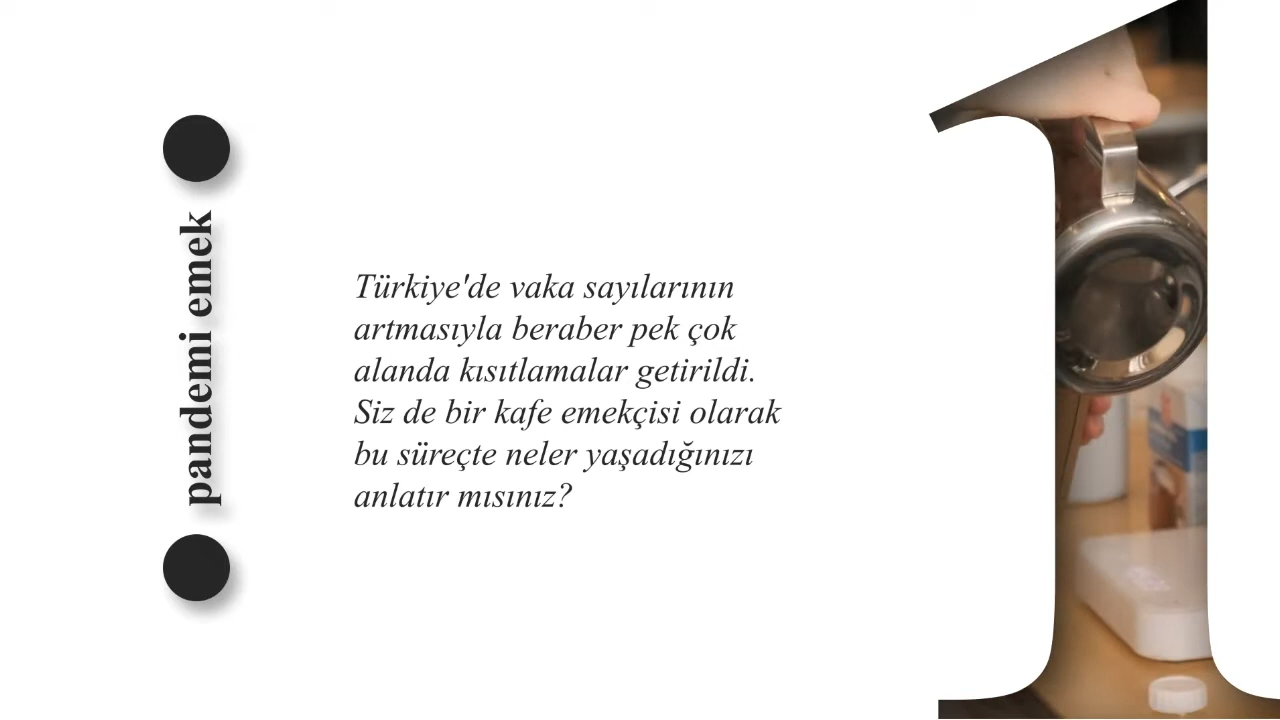 pandemi emek
Türkiye'de vaka sayılarının
artmasıyla beraber pek çok
alanda kısıtlamalar getirildi.
Siz de bir kafe emekçisi olarak
bu süreçte neler yaşadığınızı
anlatır mısınız?
1